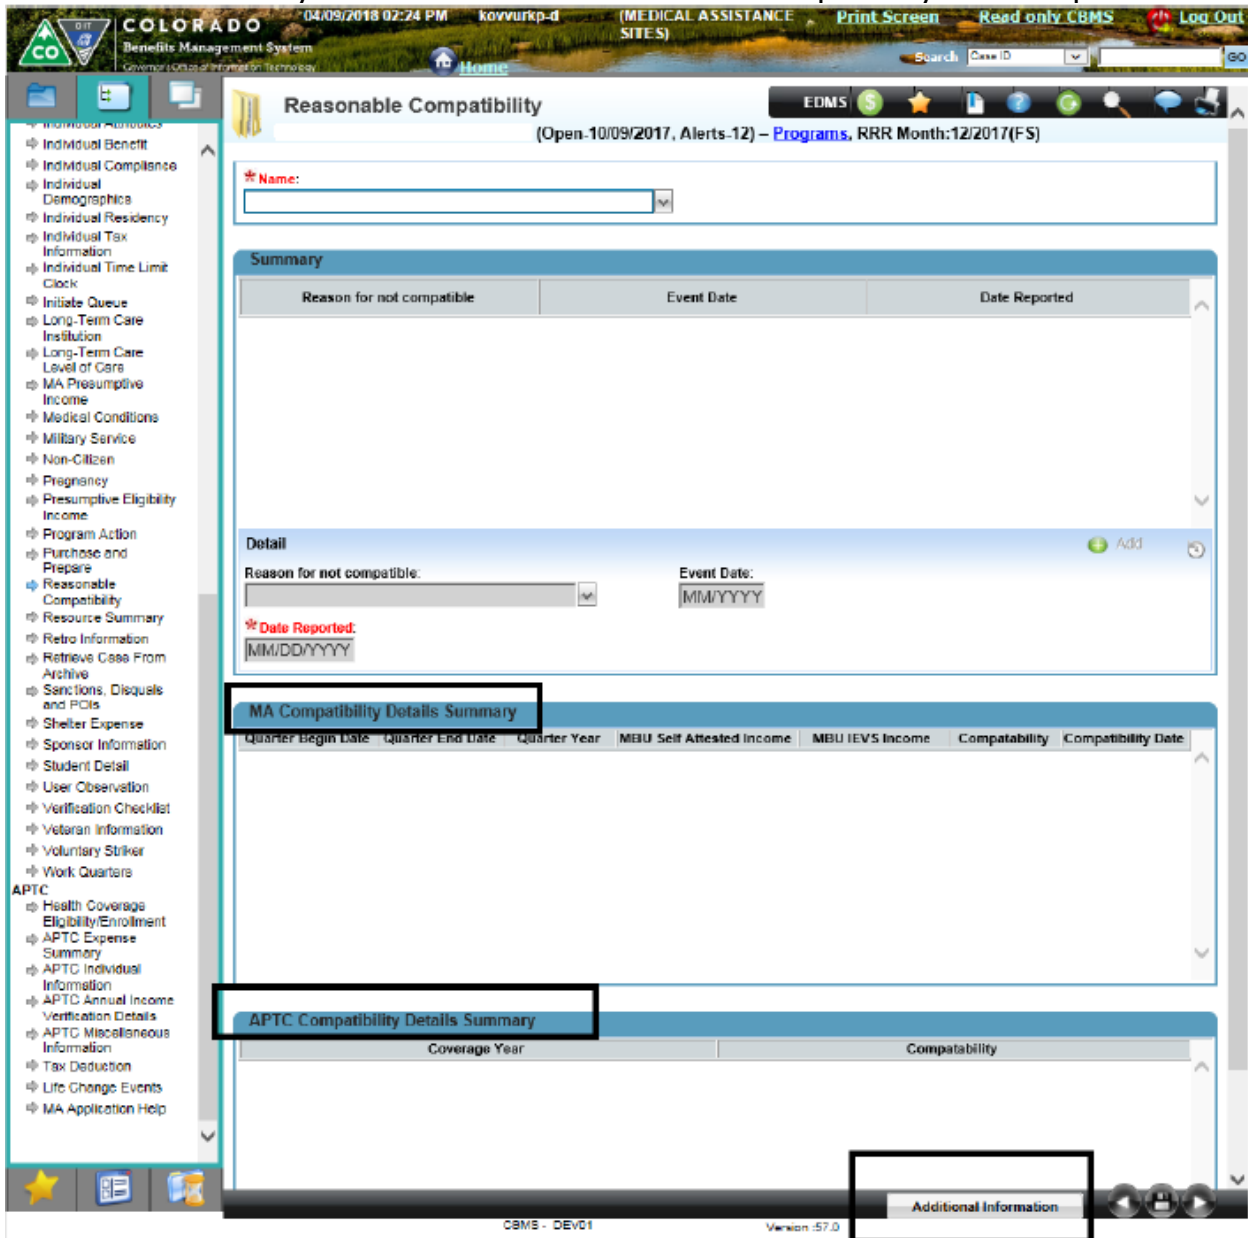 04/09/2018 02:24 PM kovvurkp-d (MEDICAL ASSISTANCE SITES) Print Screen Read only CBMS Log Out
COLORADO
Benefits Management System
Governor's Office of Information Technology
OIT
CO
Home
Search Case ID GO
Reasonable Compatibility
EDMS
(Open-10/09/2017, Alerts-12) – Programs, RRR Month:12/2017(FS)
Individual Attributes
Individual Benefit
Individual Compliance
Individual
Demographics
Individual Residency
Individual Tax
Information
Individual Time Limit
Clock
Initiate Queue
Long-Term Care
Institution
Long-Term Care
Level of Care
MA Presumptive
Income
Medical Conditions
Military Service
Non-Citizen
Pregnancy
Presumptive Eligibility
Income
Program Action
Purchase and
Prepare
Reasonable
Compatibility
Resource Summary
Retro Information
Retrieve Case From
Archive
Sanctions, Disquals
and POIs
Shelter Expense
Sponsor Information
Student Detail
User Observation
Verification Checklist
Veteran Information
Voluntary Striker
Work Quarters
APTC
Health Coverage
Eligibility/Enrollment
APTC Expense
Summary
APTC Individual
Information
APTC Annual Income
Verification Details
APTC Miscellaneous
Information
Tax Deduction
Life Change Events
MA Application Help
*Name:
Summary
Reason for not compatible Event Date Date Reported
Detail Add
Reason for not compatible: Event Date:
MM/YYYY
*Date Reported:
MM/DD/YYYY
MA Compatibility Details Summary
Quarter Begin Date Quarter End Date Quarter Year MBU Self Attested Income MBU IEVS Income Compatability Compatibility Date
APTC Compatibility Details Summary
Coverage Year Compatability
Additional Information
CBMS - DEV01 Version :57.0